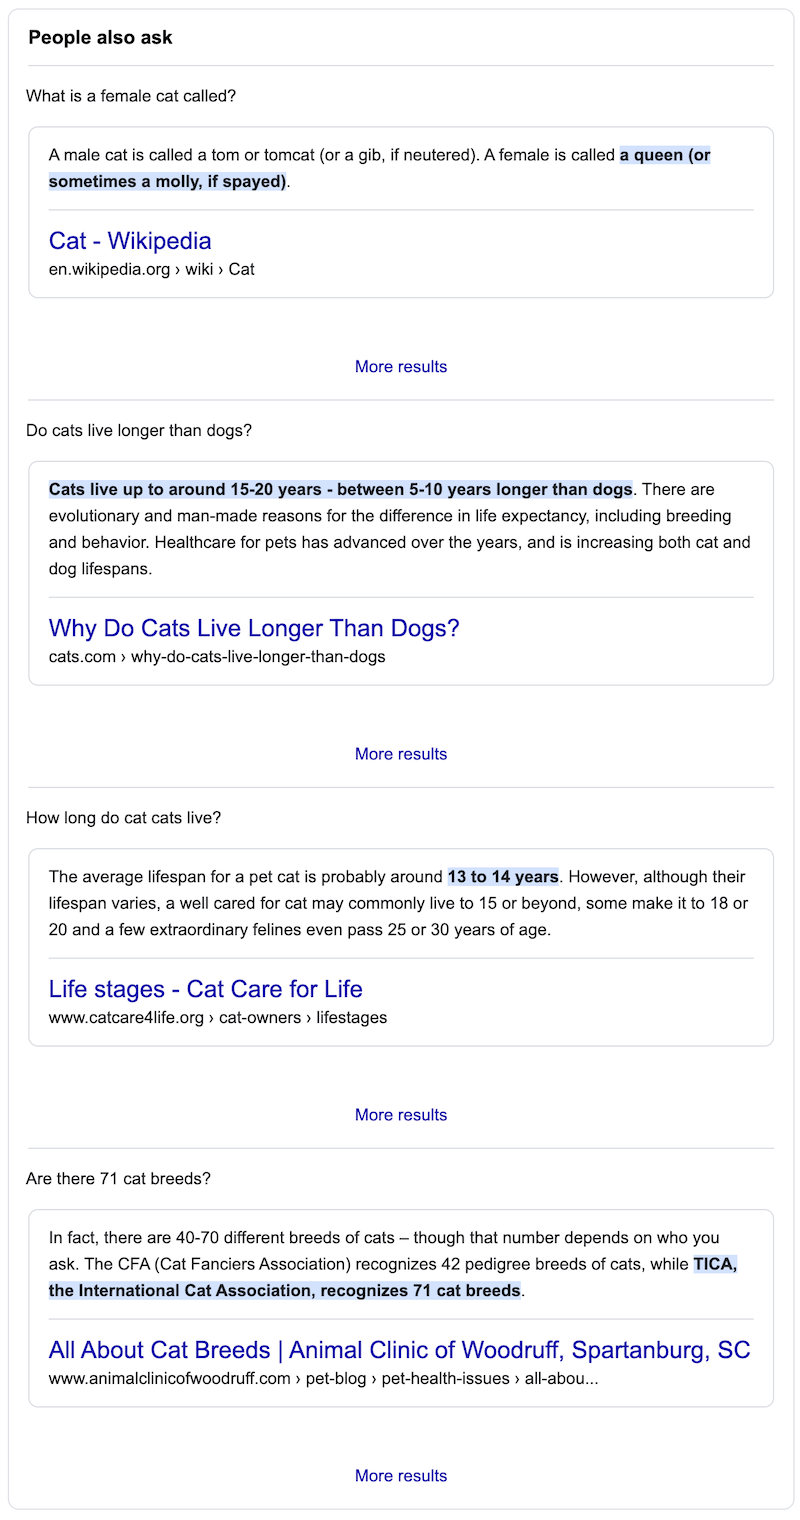 People also ask
What is a female cat called?
A male cat is called a tom or tomcat (or a gib, if neutered). A female is called a queen (or
sometimes a molly, if spayed).
Cat - Wikipedia
en.wikipedia.org › wiki › Cat
More results
Do cats live longer than dogs?
Cats live up to around 15-20 years - between 5-10 years longer than dogs. There are
evolutionary and man-made reasons for the difference in life expectancy, including breeding
and behavior. Healthcare for pets has advanced over the years, and is increasing both cat and
dog lifespans.
Why Do Cats Live Longer Than Dogs?
cats.com › why-do-cats-live-longer-than-dogs
More results
How long do cat cats live?
The average lifespan for a pet cat is probably around 13 to 14 years. However, although their
lifespan varies, a well cared for cat may commonly live to 15 or beyond, some make it to 18 or
20 and a few extraordinary felines even pass 25 or 30 years of age.
Life stages - Cat Care for Life
www.catcare4life.org › cat-owners › lifestages
More results
Are there 71 cat breeds?
In fact, there are 40-70 different breeds of cats – though that number depends on who you
ask. The CFA (Cat Fanciers Association) recognizes 42 pedigree breeds of cats, while TICA,
the International Cat Association, recognizes 71 cat breeds.
All About Cat Breeds | Animal Clinic of Woodruff, Spartanburg, SC
www.animalclinicofwoodruff.com › pet-blog › pet-health-issues › all-abou...
More results